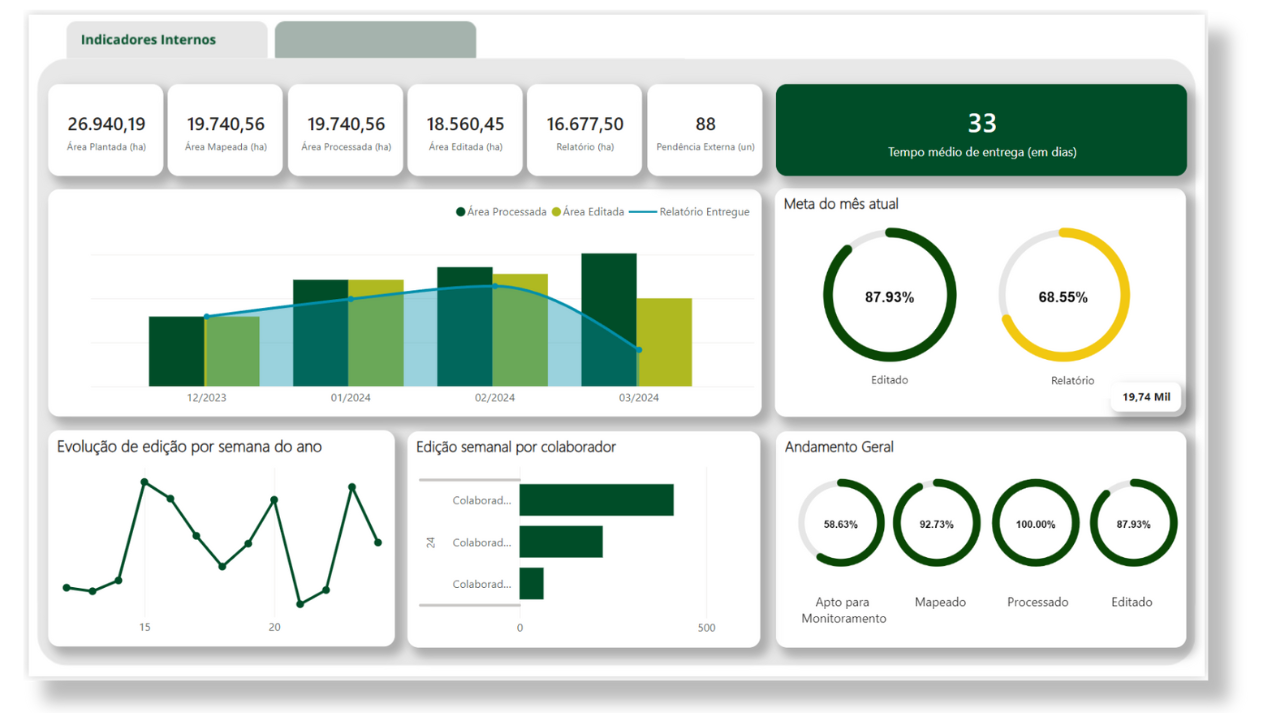 Indicadores Internos
26.940,19
Área Plantada (ha)
19.740,56
Área Mapeada (ha)
19.740,56
Área Processada (ha)
18.560,45
Área Editada (ha)
16.677,50
Relatório (ha)
88
Pendência Externa (un)
33
Tempo médio de entrega (em dias)
Área Processada Área Editada Relatório Entregue
12/2023 01/2024 02/2024 03/2024
Meta do mês atual
87.93% 68.55%
Editado Relatório
19,74 Mil
Evolução de edição por semana do ano
15 20
Edição semanal por colaborador
24
Colaborad...
Colaborad...
Colaborad...
0 500
Andamento Geral
58.63% 92.73% 100.00% 87.93%
Apto para
Monitoramento
Mapeado
Processado
Editado